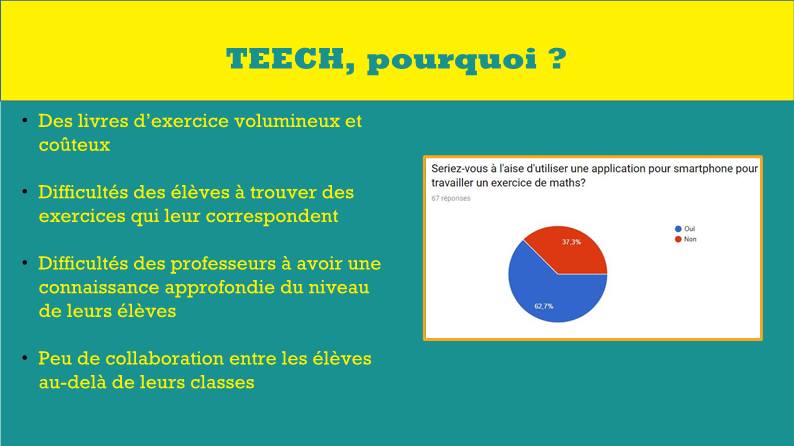 TEECH, pourquoi ?
• Des livres d’exercice volumineux et
coûteux
• Difficultés des élèves à trouver des
exercices qui leur correspondent
• Difficultés des professeurs à avoir une
connaissance approfondie du niveau
de leurs élèves
• Peu de collaboration entre les élèves
au-delà de leurs classes
Seriez-vous à l'aise d'utiliser une application pour smartphone pour
travailler un exercice de maths?
67 réponses
Oui
Non
37,3%
62,7%